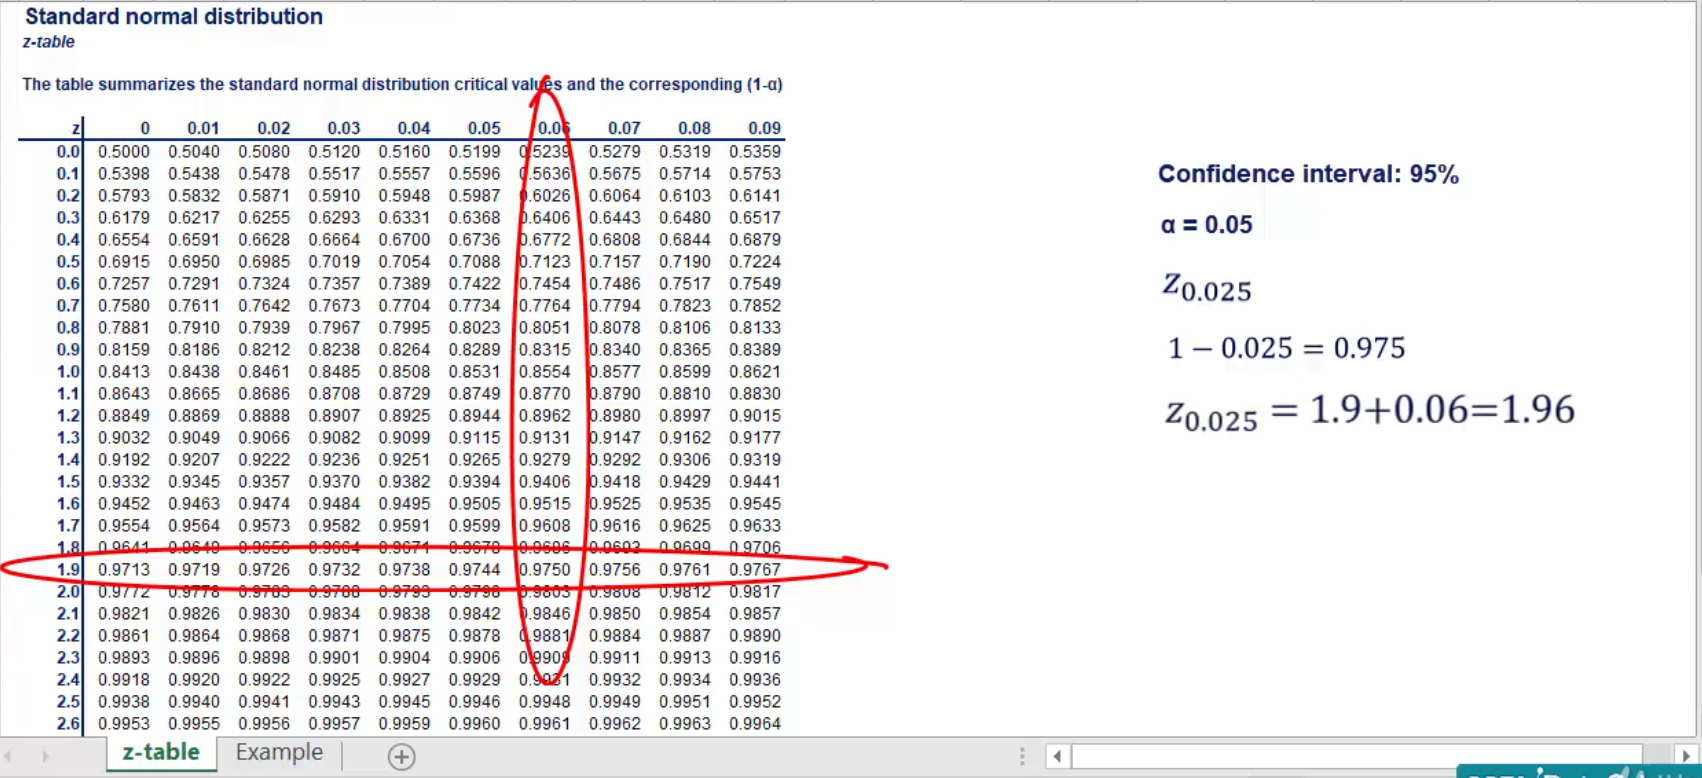 Standard normal distribution
z-table
The table summarizes the standard normal distribution critical values and the corresponding (1-α)
z 0 0.01 0.02 0.03 0.04 0.05 0.06 0.07 0.08 0.09
0.0 0.5000 0.5040 0.5080 0.5120 0.5160 0.5199 0.5239 0.5279 0.5319 0.5359
0.1 0.5398 0.5438 0.5478 0.5517 0.5557 0.5596 0.5636 0.5675 0.5714 0.5753
0.2 0.5793 0.5832 0.5871 0.5910 0.5948 0.5987 0.6026 0.6064 0.6103 0.6141
0.3 0.6179 0.6217 0.6255 0.6293 0.6331 0.6368 0.6406 0.6443 0.6480 0.6517
0.4 0.6554 0.6591 0.6628 0.6664 0.6700 0.6736 0.6772 0.6808 0.6844 0.6879
0.5 0.6915 0.6950 0.6985 0.7019 0.7054 0.7088 0.7123 0.7157 0.7190 0.7224
0.6 0.7257 0.7291 0.7324 0.7357 0.7389 0.7422 0.7454 0.7486 0.7517 0.7549
0.7 0.7580 0.7611 0.7642 0.7673 0.7704 0.7734 0.7764 0.7794 0.7823 0.7852
0.8 0.7881 0.7910 0.7939 0.7967 0.7995 0.8023 0.8051 0.8078 0.8106 0.8133
0.9 0.8159 0.8186 0.8212 0.8238 0.8264 0.8289 0.8315 0.8340 0.8365 0.8389
1.0 0.8413 0.8438 0.8461 0.8485 0.8508 0.8531 0.8554 0.8577 0.8599 0.8621
1.1 0.8643 0.8665 0.8686 0.8708 0.8729 0.8749 0.8770 0.8790 0.8810 0.8830
1.2 0.8849 0.8869 0.8888 0.8907 0.8925 0.8944 0.8962 0.8980 0.8997 0.9015
1.3 0.9032 0.9049 0.9066 0.9082 0.9099 0.9115 0.9131 0.9147 0.9162 0.9177
1.4 0.9192 0.9207 0.9222 0.9236 0.9251 0.9265 0.9279 0.9292 0.9306 0.9319
1.5 0.9332 0.9345 0.9357 0.9370 0.9382 0.9394 0.9406 0.9418 0.9429 0.9441
1.6 0.9452 0.9463 0.9474 0.9484 0.9495 0.9505 0.9515 0.9525 0.9535 0.9545
1.7 0.9554 0.9564 0.9573 0.9582 0.9591 0.9599 0.9608 0.9616 0.9625 0.9633
1.8 0.9641 0.9649 0.9656 0.9664 0.9671 0.9678 0.9686 0.9693 0.9699 0.9706
1.9 0.9713 0.9719 0.9726 0.9732 0.9738 0.9744 0.9750 0.9756 0.9761 0.9767
2.0 0.9772 0.9778 0.9783 0.9788 0.9793 0.9798 0.9803 0.9808 0.9812 0.9817
2.1 0.9821 0.9826 0.9830 0.9834 0.9838 0.9842 0.9846 0.9850 0.9854 0.9857
2.2 0.9861 0.9864 0.9868 0.9871 0.9875 0.9878 0.9881 0.9884 0.9887 0.9890
2.3 0.9893 0.9896 0.9898 0.9901 0.9904 0.9906 0.9909 0.9911 0.9913 0.9916
2.4 0.9918 0.9920 0.9922 0.9925 0.9927 0.9929 0.9931 0.9932 0.9934 0.9936
2.5 0.9938 0.9940 0.9941 0.9943 0.9945 0.9946 0.9948 0.9949 0.9951 0.9952
2.6 0.9953 0.9955 0.9956 0.9957 0.9959 0.9960 0.9961 0.9962 0.9963 0.9964
Confidence interval: 95%
α = 0.05
z0.025
1 − 0.025 = 0.975
z0.025 = 1.9+0.06=1.96
z-table Example